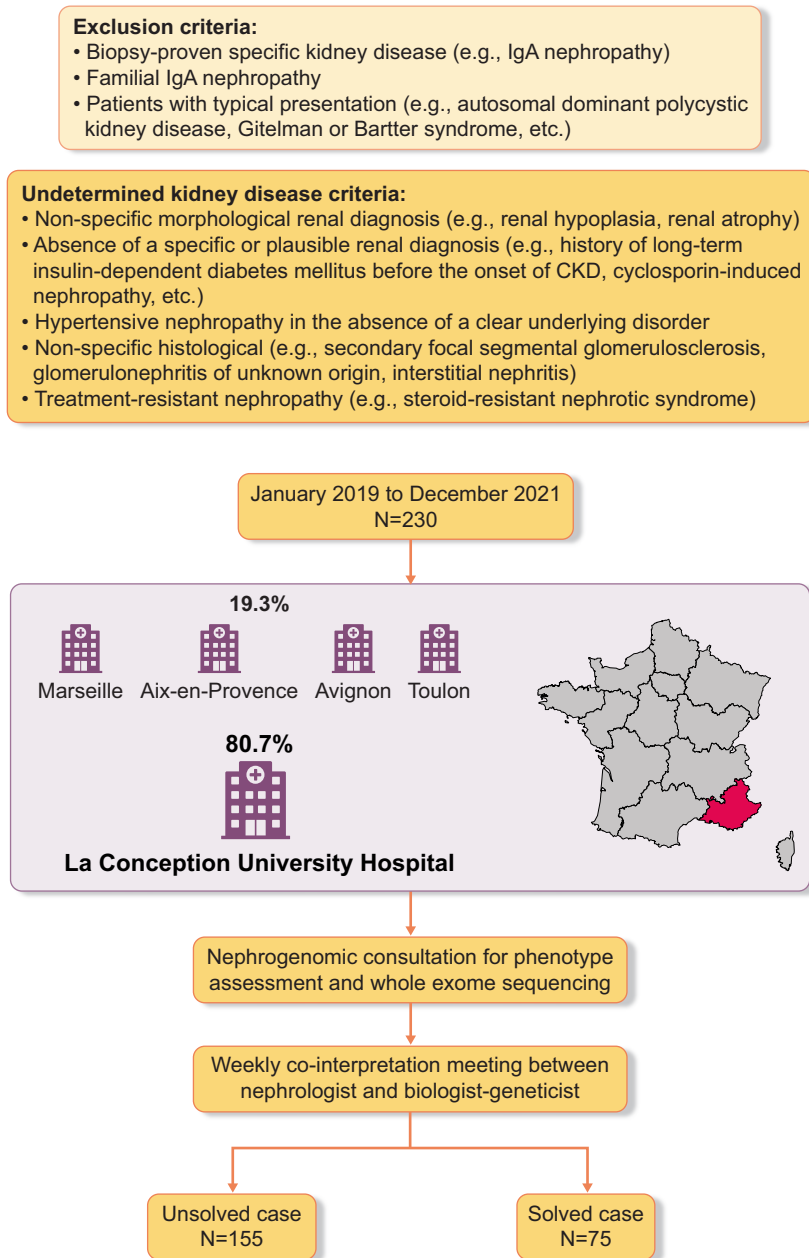 Exclusion criteria:
• Biopsy-proven specific kidney disease (e.g., IgA nephropathy)
• Familial IgA nephropathy
• Patients with typical presentation (e.g., autosomal dominant polycystic
kidney disease, Gitelman or Bartter syndrome, etc.)
Undetermined kidney disease criteria:
• Non-specific morphological renal diagnosis (e.g., renal hypoplasia, renal atrophy)
• Absence of a specific or plausible renal diagnosis (e.g., history of long-term
insulin-dependent diabetes mellitus before the onset of CKD, cyclosporin-induced
nephropathy, etc.)
• Hypertensive nephropathy in the absence of a clear underlying disorder
• Non-specific histological (e.g., secondary focal segmental glomerulosclerosis,
glomerulonephritis of unknown origin, interstitial nephritis)
• Treatment-resistant nephropathy (e.g., steroid-resistant nephrotic syndrome)
January 2019 to December 2021
N=230
19.3%
Marseille Aix-en-Provence Avignon Toulon
80.7%
La Conception University Hospital
Nephrogenomic consultation for phenotype
assessment and whole exome sequencing
Weekly co-interpretation meeting between
nephrologist and biologist-geneticist
Unsolved case
N=155
Solved case
N=75